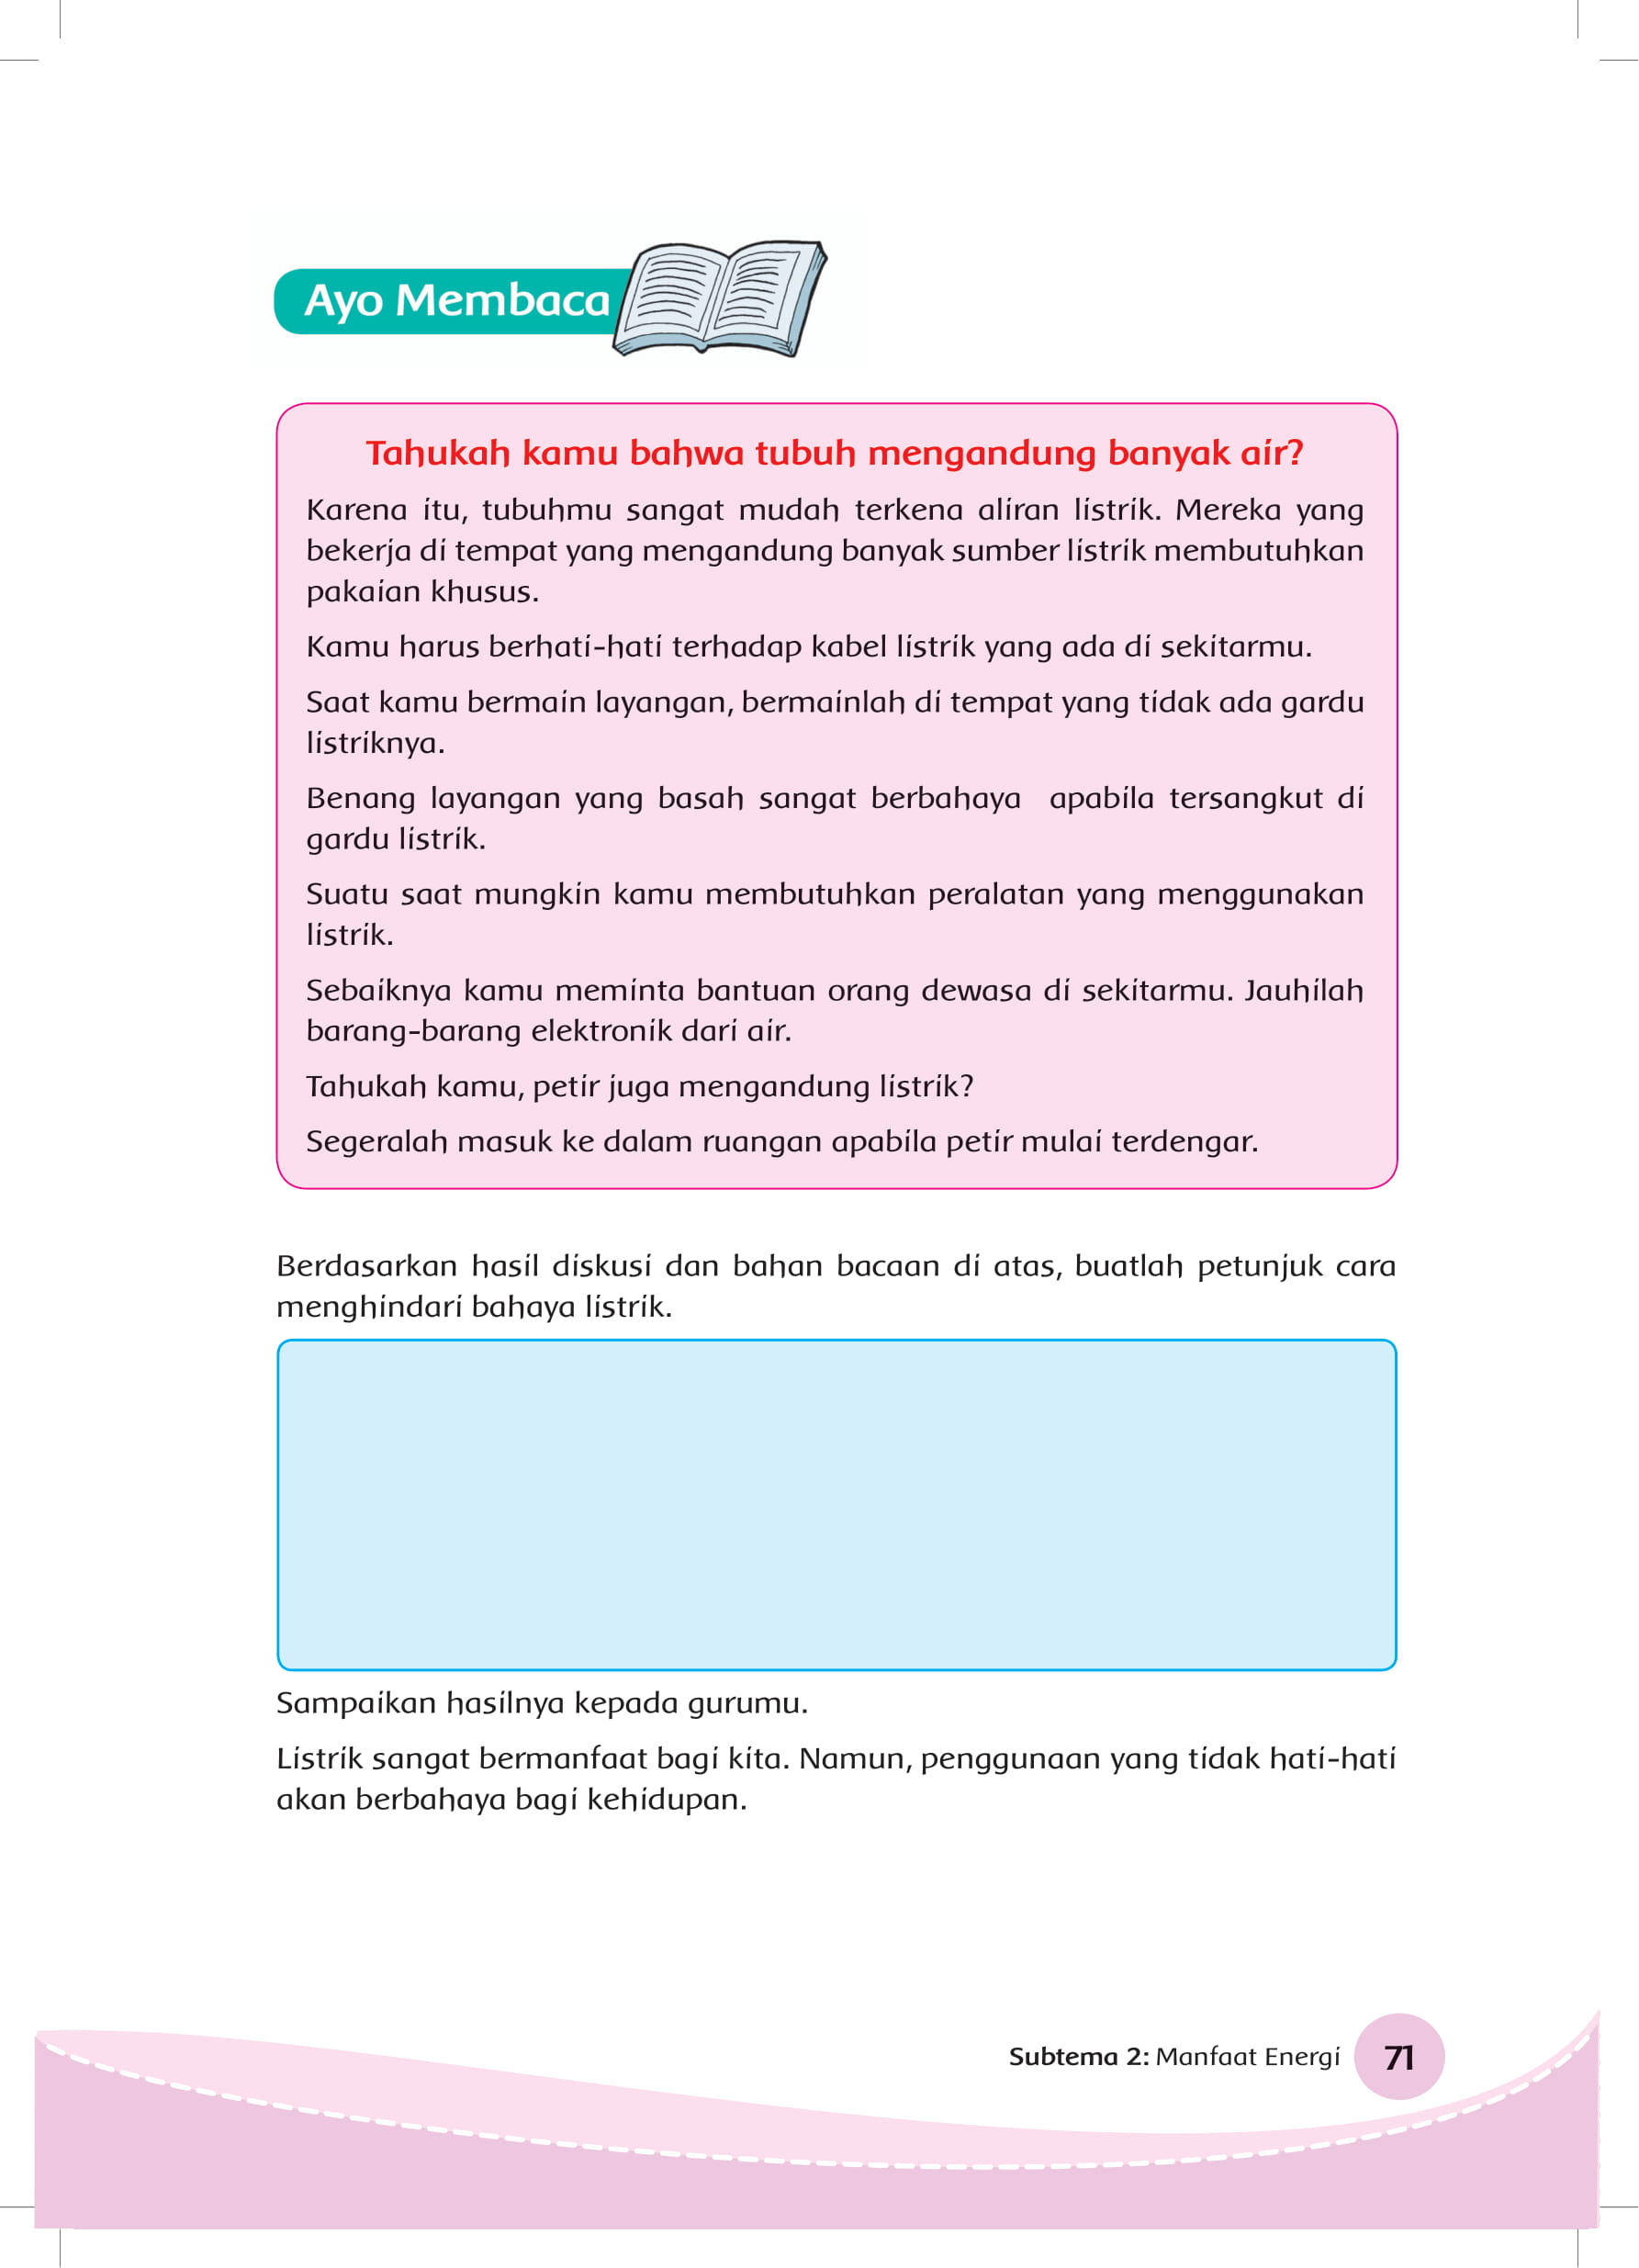 Ayo Membaca
Tahukah kamu bahwa tubuh mengandung banyak air?
Karena itu, tubuhmu sangat mudah terkena aliran listrik. Mereka yang
bekerja di tempat yang mengandung banyak sumber listrik membutuhkan
pakaian khusus.
Kamu harus berhati-hati terhadap kabel listrik yang ada di sekitarmu.
Saat kamu bermain layangan, bermainlah di tempat yang tidak ada gardu
listriknya.
Benang layangan yang basah sangat berbahaya apabila tersangkut di
gardu listrik.
Suatu saat mungkin kamu membutuhkan peralatan yang menggunakan
listrik.
Sebaiknya kamu meminta bantuan orang dewasa di sekitarmu. Jauhilah
barang-barang elektronik dari air.
Tahukah kamu, petir juga mengandung listrik?
Segeralah masuk ke dalam ruangan apabila petir mulai terdengar.
Berdasarkan hasil diskusi dan bahan bacaan di atas, buatlah petunjuk cara
menghindari bahaya listrik.
Sampaikan hasilnya kepada gurumu.
Listrik sangat bermanfaat bagi kita. Namun, penggunaan yang tidak hati-hati
akan berbahaya bagi kehidupan.
Subtema 2: Manfaat Energi 71